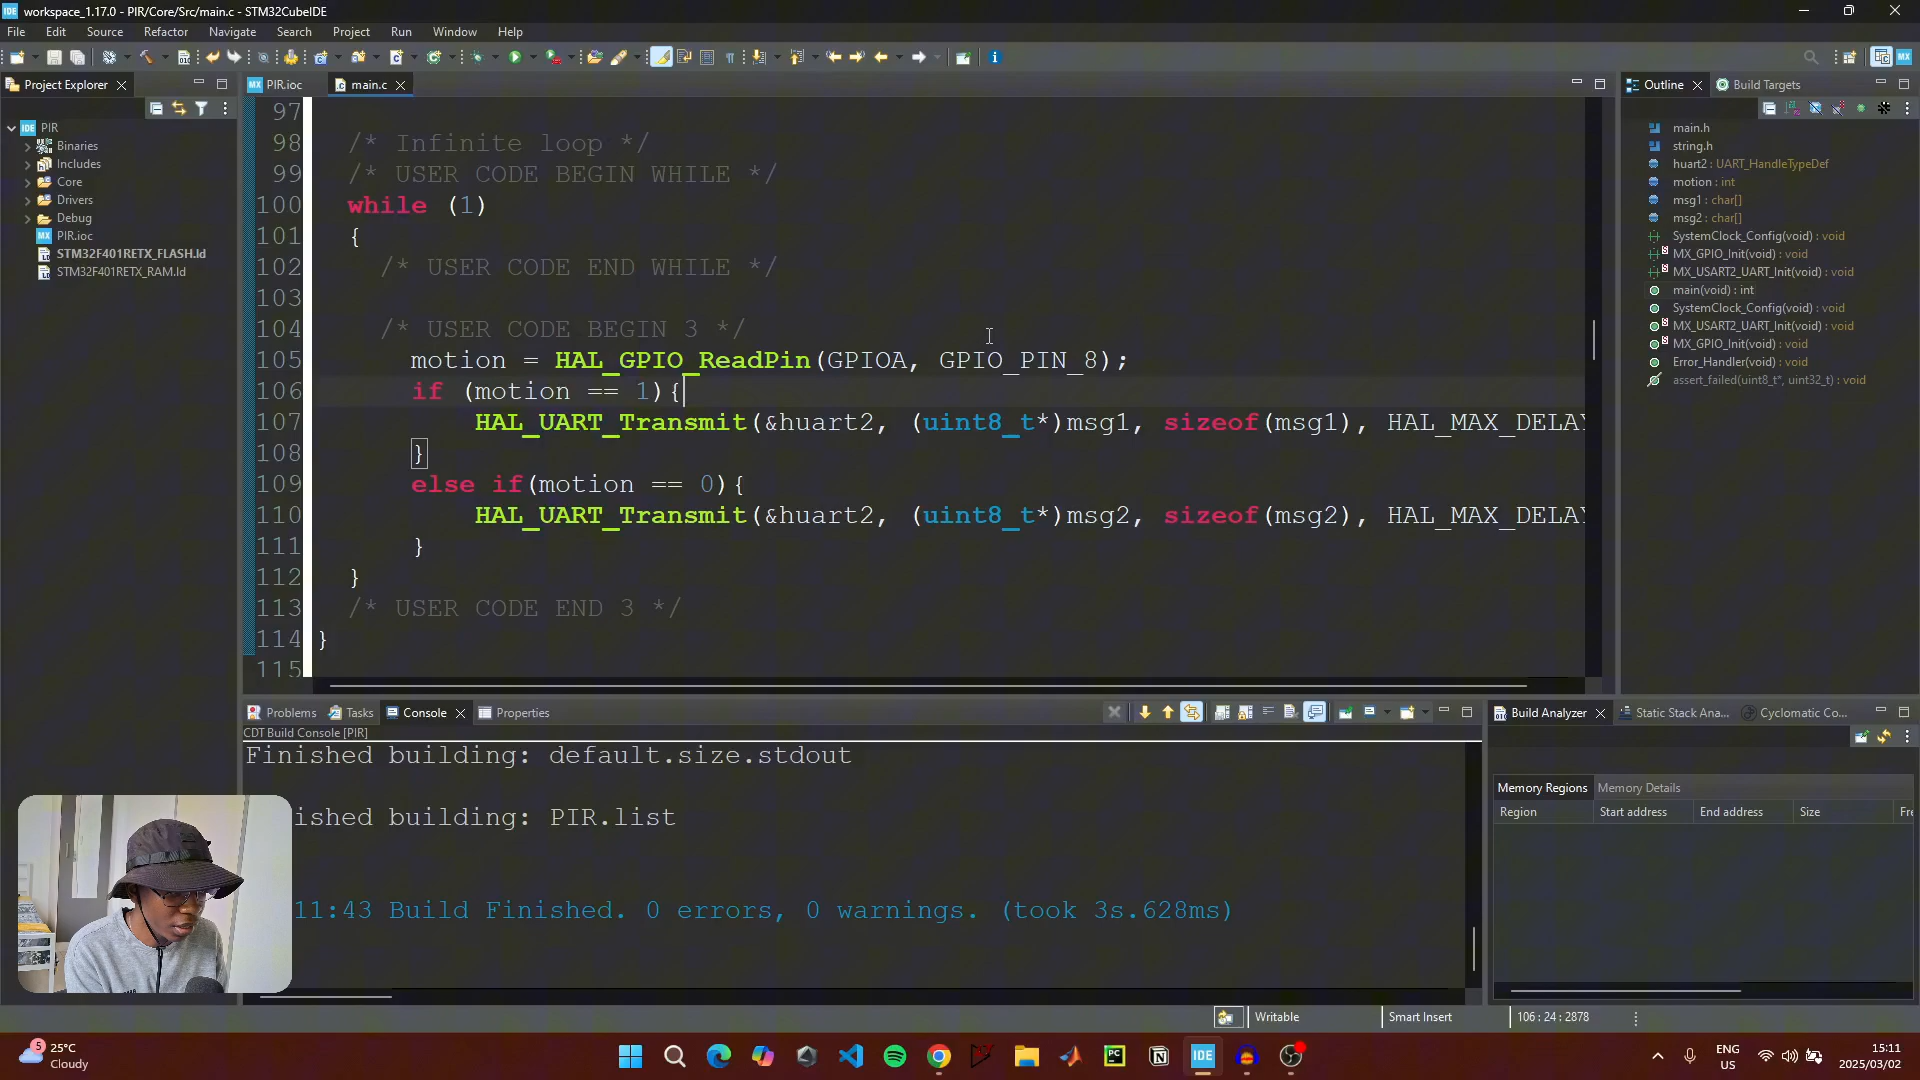 workspace_1.17.0 - PIR/Core/Src/main.c - STM32CubeIDE
File Edit Source Refactor Navigate Search Project Run Window Help
Project Explorer
PIR
Binaries
Includes
Core
Drivers
Debug
PIR.ioc
STM32F401RETX_FLASH.ld
STM32F401RETX_RAM.ld
PIR.ioc main.c
97
98 /* Infinite loop */
99 /* USER CODE BEGIN WHILE */
100 while (1)
101 {
102 /* USER CODE END WHILE */
103
104 /* USER CODE BEGIN 3 */
105 motion = HAL_GPIO_ReadPin(GPIOA, GPIO_PIN_8);
106 if (motion == 1){
107 HAL_UART_Transmit(&huart2, (uint8_t*)msg1, sizeof(msg1), HAL_MAX_DELAY
108 }
109 else if(motion == 0){
110 HAL_UART_Transmit(&huart2, (uint8_t*)msg2, sizeof(msg2), HAL_MAX_DELAY
111 }
112 }
113 /* USER CODE END 3 */
114 }
115
Outline Build Targets
main.h
string.h
huart2 : UART_HandleTypeDef
motion : int
msg1 : char[]
msg2 : char[]
SystemClock_Config(void) : void
MX_GPIO_Init(void) : void
MX_USART2_UART_Init(void) : void
main(void) : int
SystemClock_Config(void) : void
MX_USART2_UART_Init(void) : void
MX_GPIO_Init(void) : void
Error_Handler(void) : void
assert_failed(uint8_t*, uint32_t) : void
Problems Tasks Console Properties
CDT Build Console [PIR]
Finished building: default.size.stdout
ished building: PIR.list
11:43 Build Finished. 0 errors, 0 warnings. (took 3s.628ms)
Build Analyzer Static Stack Ana... Cyclomatic Co...
Memory Regions Memory Details
Region Start address End address Size Fre
Writable Smart Insert 106 : 24 : 2878
5
25°C
Cloudy
IDE
ENG
US
15:11
2025/03/02